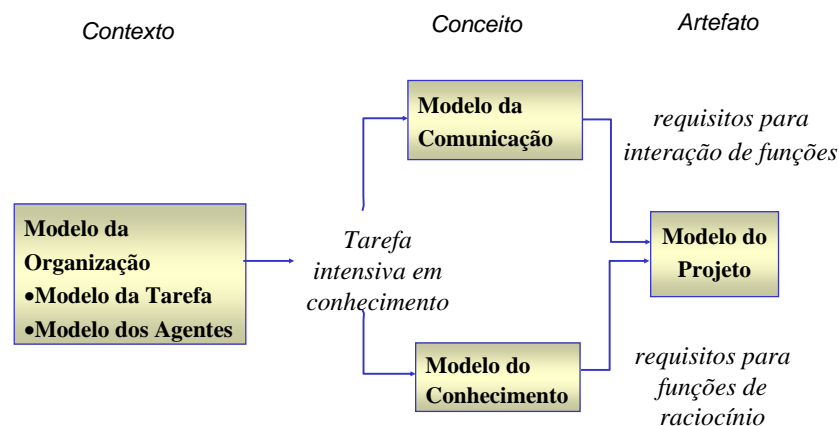 Contexto
Conceito
Artefato
Modelo da
Comunicação
requisitos para
interação de funções
Modelo da
Organização
•Modelo da Tarefa
•Modelo dos Agentes
Tarefa
intensiva em
conhecimento
Modelo do
Projeto
Modelo do
Conhecimento
requisitos para
funções de
raciocínio